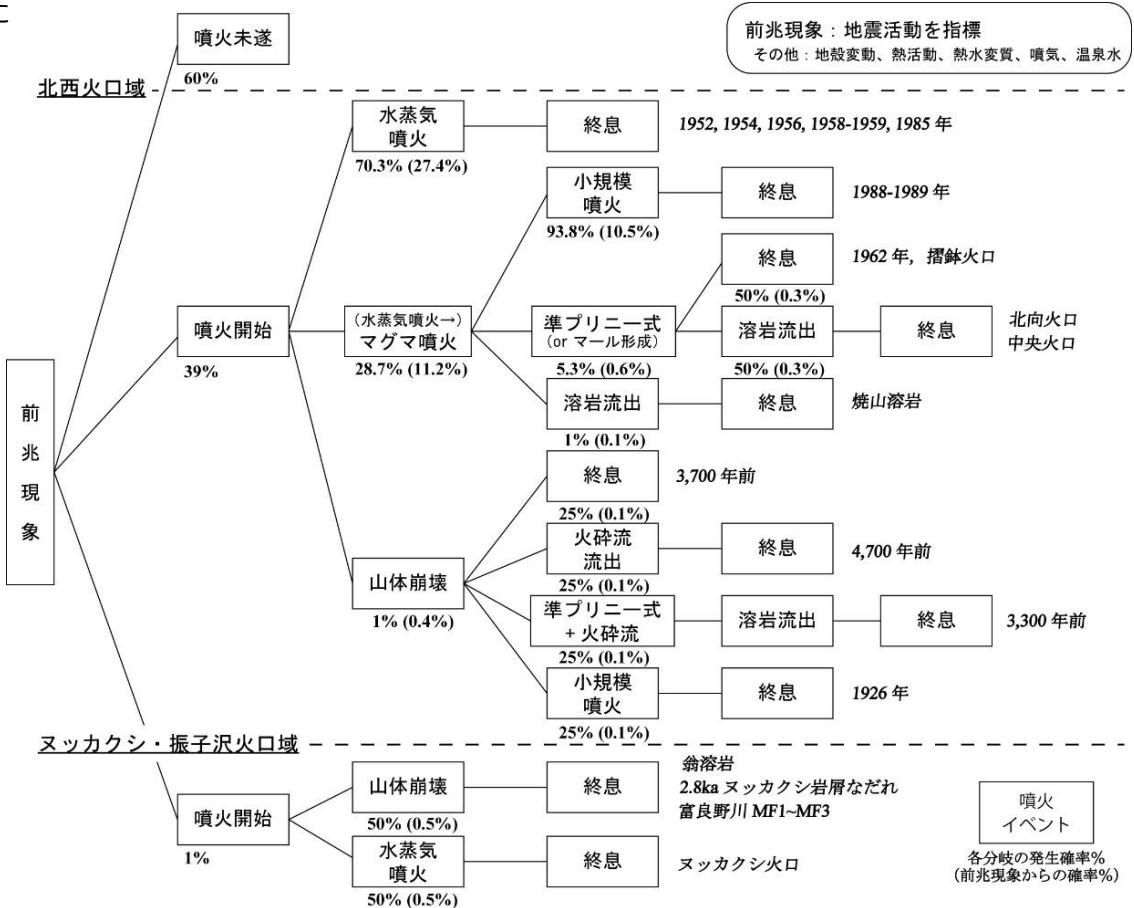 に
噴火未遂
60%
前兆現象：地震活動を指標
その他：地殻変動、熱活動、熱水変質、噴気、温泉水
北西火口域
水蒸気
噴火
70.3% (27.4%)
終息
1952, 1954, 1956, 1958-1959, 1985 年
小規模
噴火
93.8% (10.5%)
終息
1988-1989 年
噴火開始
39%
（水蒸気噴火→）
マグマ噴火
28.7% (11.2%)
準プリニー式
(or マール形成)
5.3% (0.6%)
終息
50% (0.3%)
1962 年，摺鉢火口
溶岩流出
50% (0.3%)
終息
北向火口
中央火口
溶岩流出
1% (0.1%)
終息
焼山溶岩
前兆現象
山体崩壊
1% (0.4%)
終息
25% (0.1%)
3,700 年前
火砕流
流出
25% (0.1%)
終息
4,700 年前
準プリニー式
+ 火砕流
25% (0.1%)
溶岩流出
終息
3,300 年前
小規模
噴火
25% (0.1%)
終息
1926 年
ヌッカクシ・振子沢火口域
噴火開始
1%
山体崩壊
50% (0.5%)
終息
翁溶岩
2.8ka ヌッカクシ岩屑なだれ
富良野川 MF1~MF3
水蒸気
噴火
50% (0.5%)
終息
ヌッカクシ火口
噴火
イベント
各分岐の発生確率%
(前兆現象からの確率%)